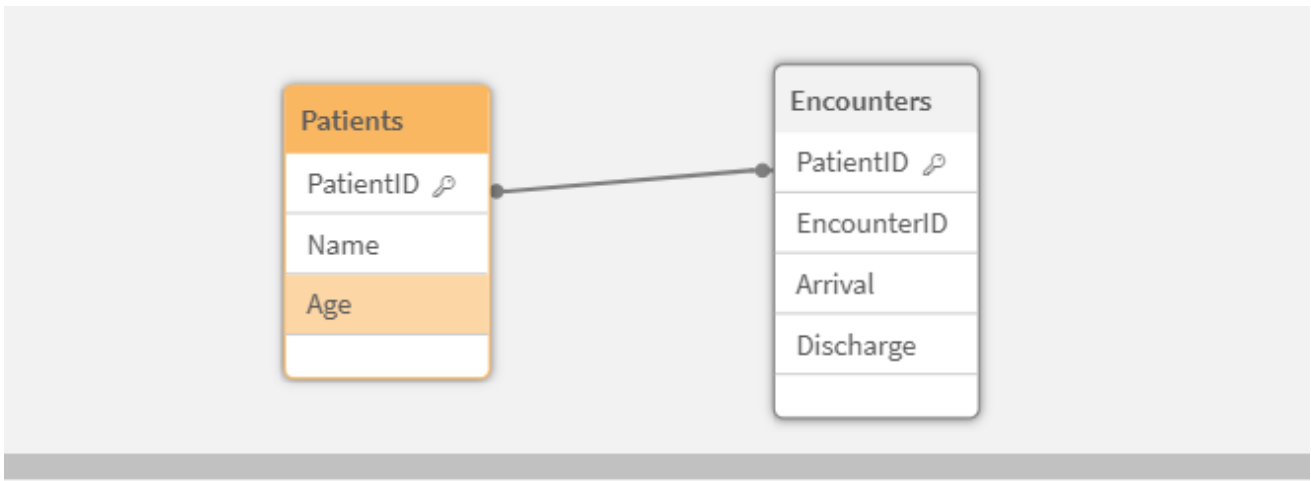 Patients
PatientID
Name
Age
Encounters
PatientID
EncounterID
Arrival
Discharge